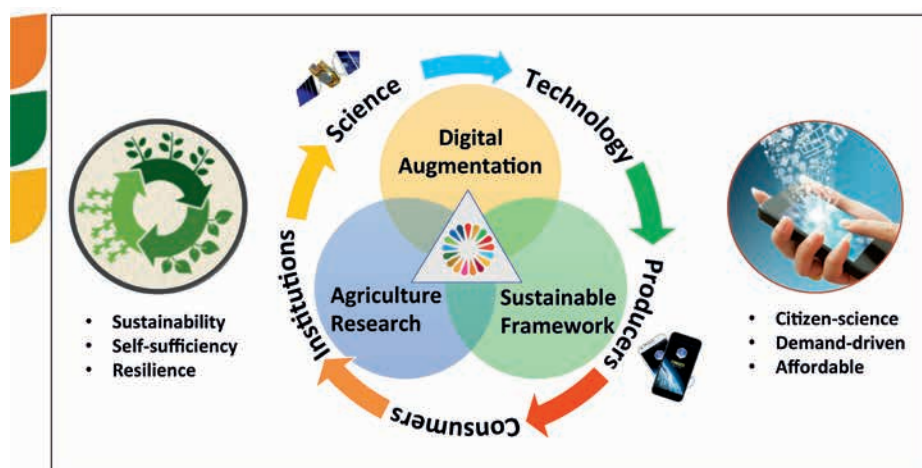 Science
Technology
Producers
Consumers
Institutions
Digital
Augmentation
Agriculture
Research
Sustainable
Framework
• Sustainability
• Self-sufficiency
• Resilience
• Citizen-science
• Demand-driven
• Affordable